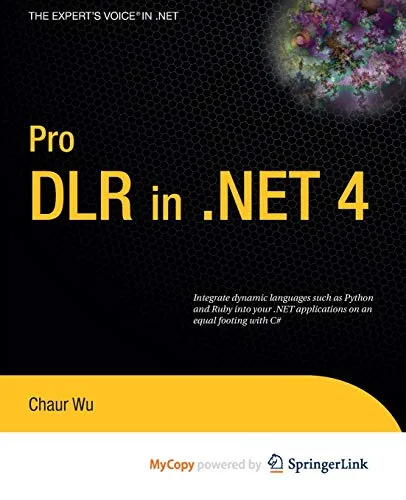 THE EXPERT'S VOICE® IN .NET
Pro
DLR in .NET 4
Integrate dynamic languages such as Python
and Ruby into your .NET applications on an
equal footing with C#
Chaur Wu
MyCopy powered by SpringerLink